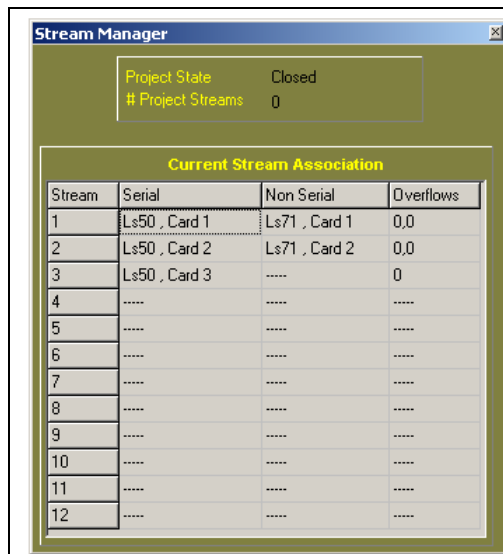 Stream Manager
Project State Closed
# Project Streams 0
Current Stream Association
Stream Serial Non Serial Overflows
1 Ls50 , Card 1 Ls71 , Card 1 0,0
2 Ls50 , Card 2 Ls71 , Card 2 0,0
3 Ls50 , Card 3 ----- 0
4 ----- ----- -----
5 ----- ----- -----
6 ----- ----- -----
7 ----- ----- -----
8 ----- ----- -----
9 ----- ----- -----
10 ----- ----- -----
11 ----- ----- -----
12 ----- ----- -----